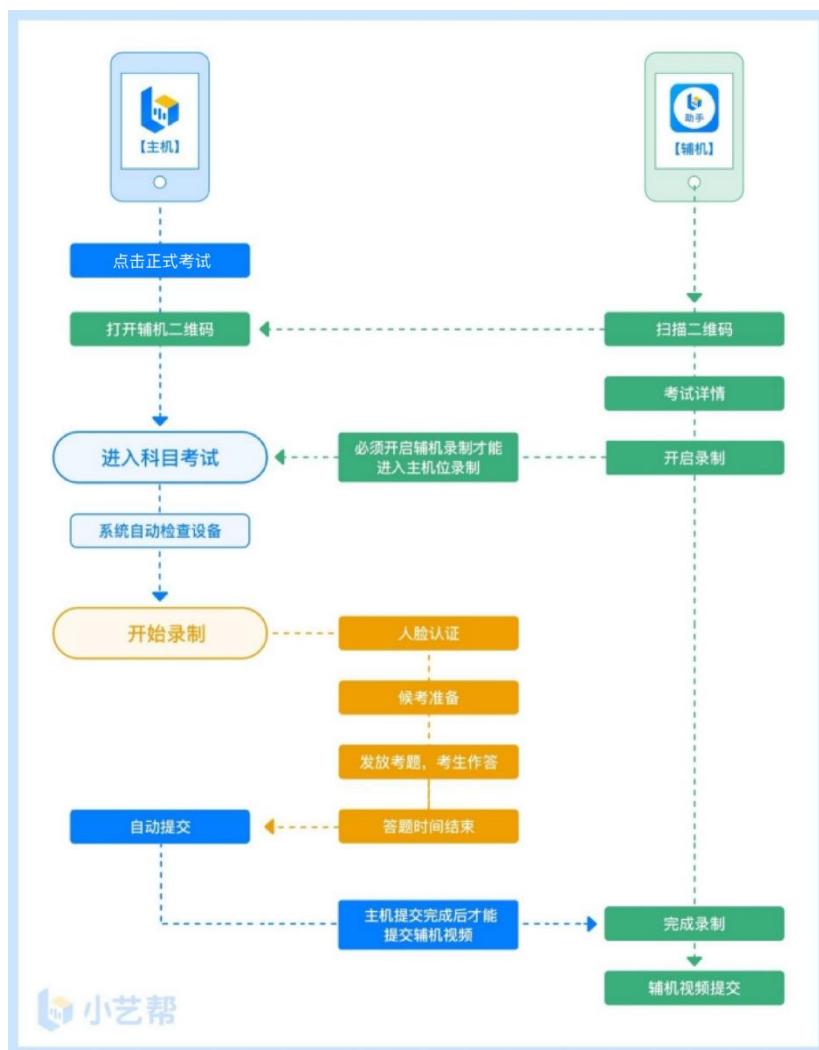 【主机】
助手
【辅机】
点击正式考试
打开辅机二维码
扫描二维码
考试详情
进入科目考试
必须开启辅机录制才能
进入主机位录制
开启录制
系统自动检查设备
开始录制
人脸认证
候考准备
发放考题，考生作答
自动提交
答题时间结束
主机提交完成后才能
提交辅机视频
完成录制
辅机视频提交
小艺帮